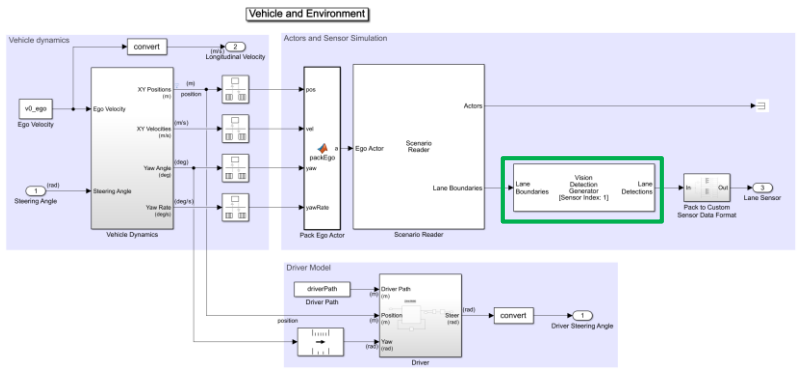 Vehicle and Environment
Vehicle dynamics
convert
(m/s)
2
Longitudinal Velocity
v0_ego
Ego Velocity
Ego Velocity
XY Positions
(m)
(m)
position
XY Velocities
(m/s)
(m/s)
(rad)
1
Steering Angle
Steering Angle
Yaw Angle
(deg)
(deg)
Yaw Rate
(deg/s)
(deg/s)
Vehicle Dynamics
Actors and Sensor Simulation
pos
vel
packEgo
a
yaw
yawRate
Pack Ego Actor
Ego Actor
Scenario
Reader
Actors
Lane Boundaries
Scenario Reader
Lane
Boundaries
Vision
Detection
Generator
[Sensor Index: 1]
Lane
Detections
In
Out
Pack to Custom
Sensor Data Format
3
Lane Sensor
Driver Model
driverPath
Driver Path
(m)
Driver Path
(m)
position
(m)
Position
(m)
(rad)
Yaw
(rad)
Steer
(rad)
(rad)
Driver
convert
1
Driver Steering Angle